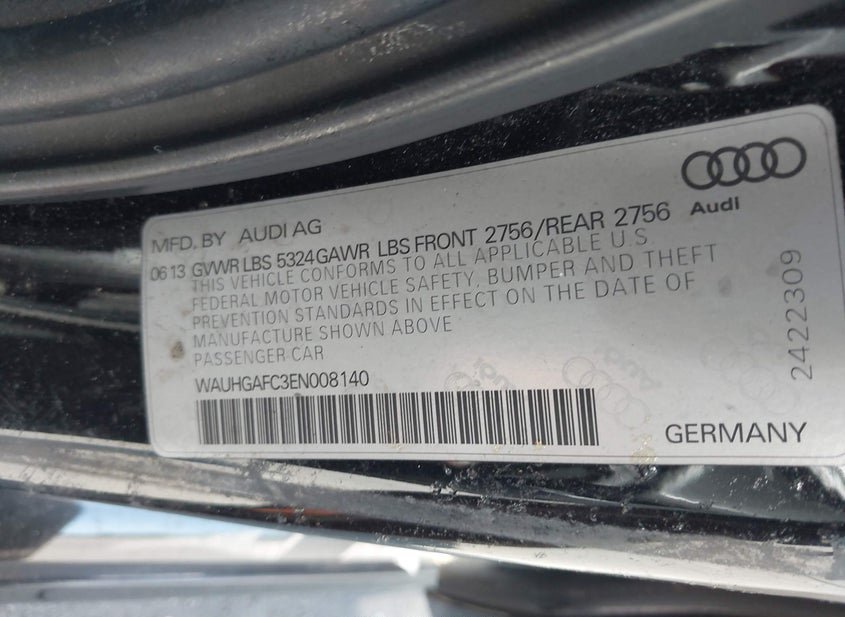 Audi
MFD. BY AUDI AG
06 13 GVWR LBS 5324 GAWR LBS FRONT 2756/REAR 2756
THIS VEHICLE CONFORMS TO ALL APPLICABLE U.S.
FEDERAL MOTOR VEHICLE SAFETY, BUMPER AND THEFT
PREVENTION STANDARDS IN EFFECT ON THE DATE OF
MANUFACTURE SHOWN ABOVE
PASSENGER CAR
WAUHGAFC3EN008140
GERMANY
2422309
Audi